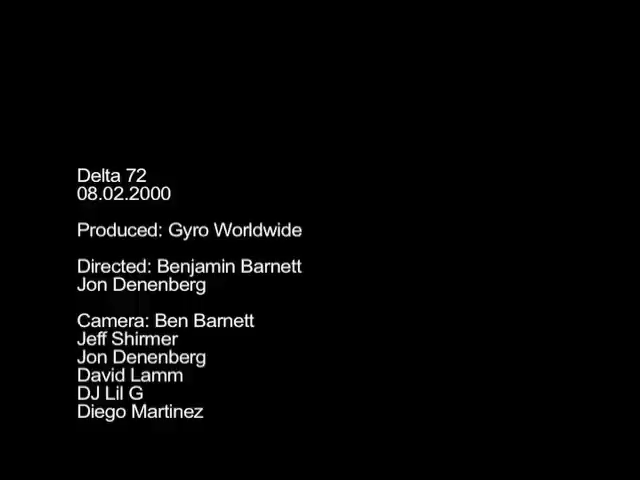 Delta 72
08.02.2000
Produced: Gyro Worldwide
Directed: Benjamin Barnett
Jon Denenberg
Camera: Ben Barnett
Jeff Shirmer
Jon Denenberg
David Lamm
DJ Lil G
Diego Martinez